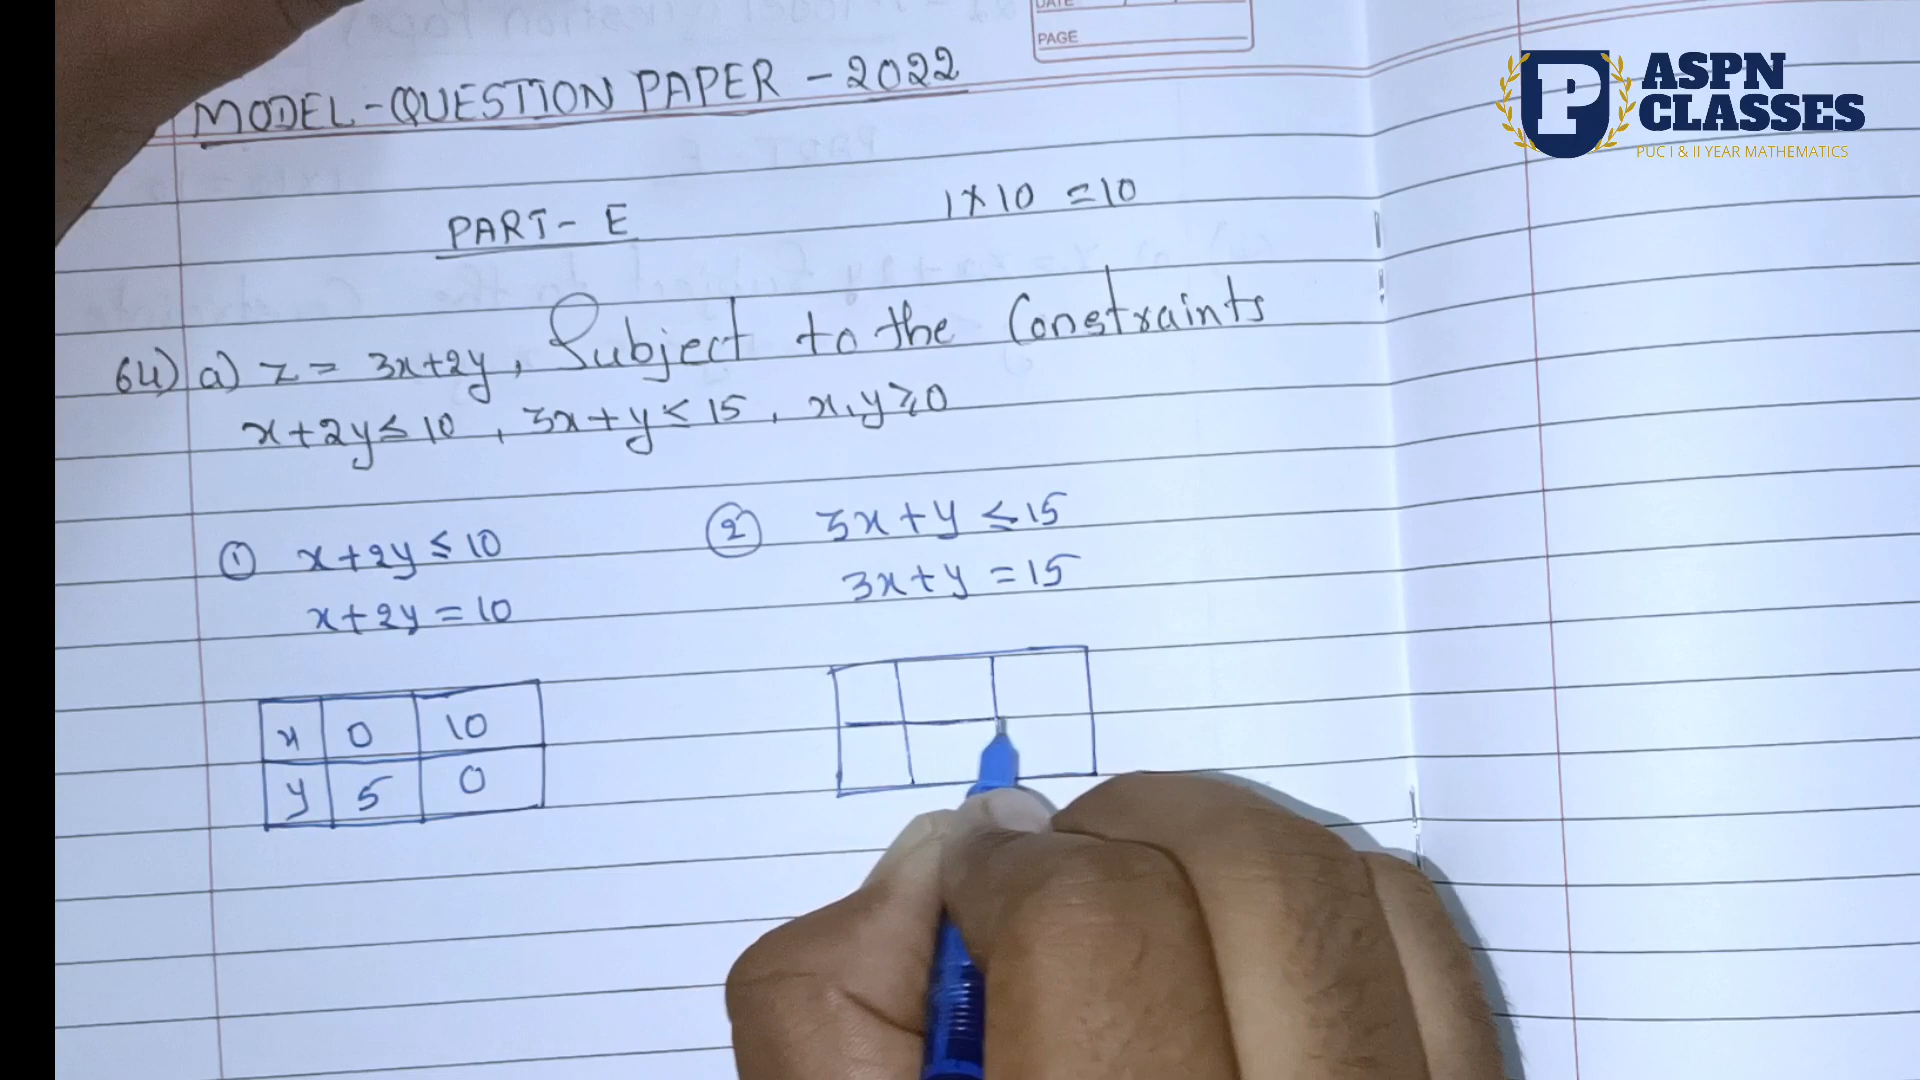 DATE
PAGE
ASPN
CLASSES
PUC I & II YEAR MATHEMATICS
MODEL-QUESTION PAPER - 2022
PART- E 1×10 =10
64) a) z = 3x+2y, Subject to the Constraints
x+2y≤10, 3x+y≤15, x,y≥0
① x+2y≤10 ② 3x+y≤15
x+2y=10 3x+y=15
x 0 10
y 5 0